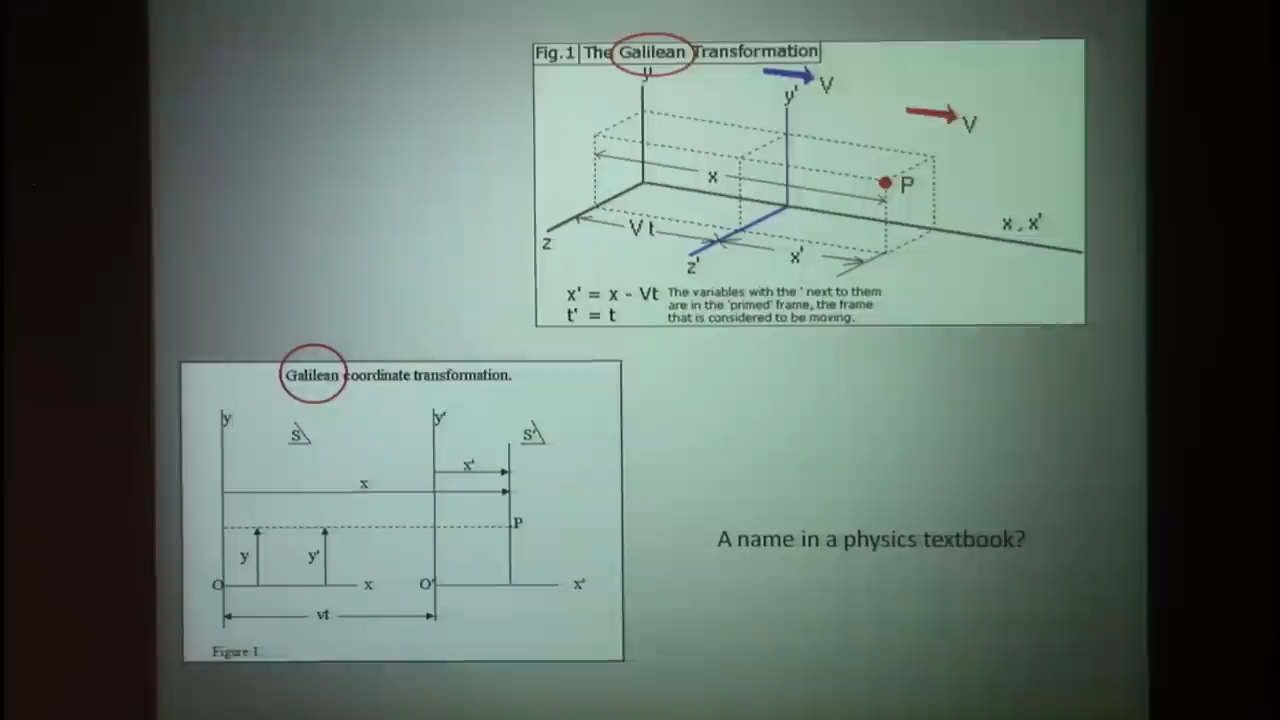 Fig.1 The Galilean Transformation
y
y'
V
V
x
P
x , x'
z
V t
z'
x'
x' = x - Vt
t' = t
The variables with the ' next to them
are in the 'primed' frame, the frame
that is considered to be moving.
Galilean coordinate transformation.
y
S
y'
S'
x'
x
P
y
y'
O
x
O'
x'
vt
Figure 1
A name in a physics textbook?